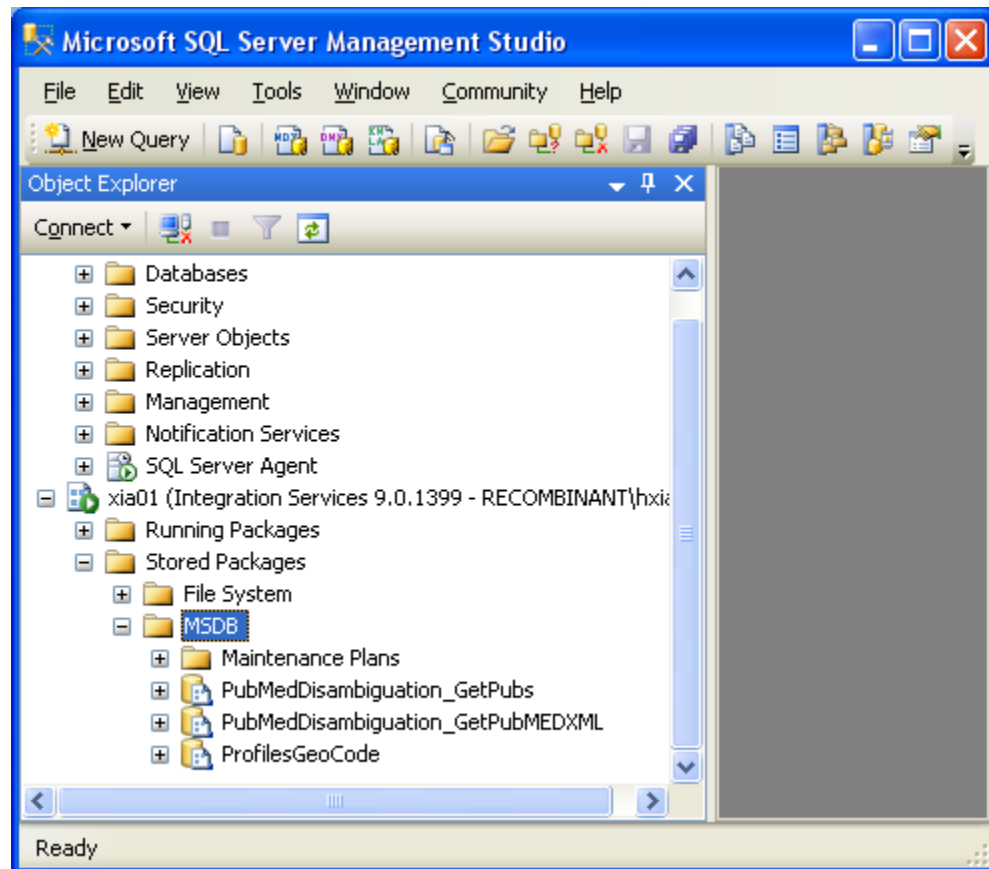 Microsoft SQL Server Management Studio
File Edit View Tools Window Community Help
New Query
Object Explorer
Connect
Databases
Security
Server Objects
Replication
Management
Notification Services
SQL Server Agent
xia01 (Integration Services 9.0.1399 - RECOMBINANT\hxia
Running Packages
Stored Packages
File System
MSDB
Maintenance Plans
PubMedDisambiguation_GetPubs
PubMedDisambiguation_GetPubMEDXML
ProfilesGeoCode
Ready